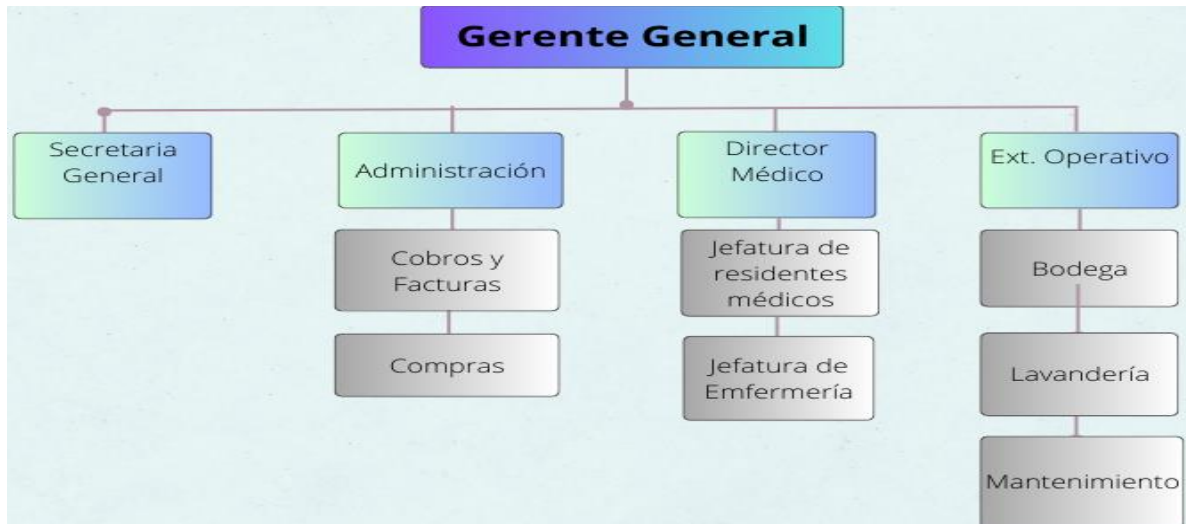 Gerente General
Secretaria
General
Administración
Director
Médico
Ext. Operativo
Cobros y
Facturas
Jefatura de
residentes
médicos
Bodega
Compras
Jefatura de
Emfermería
Lavandería
Mantenimiento